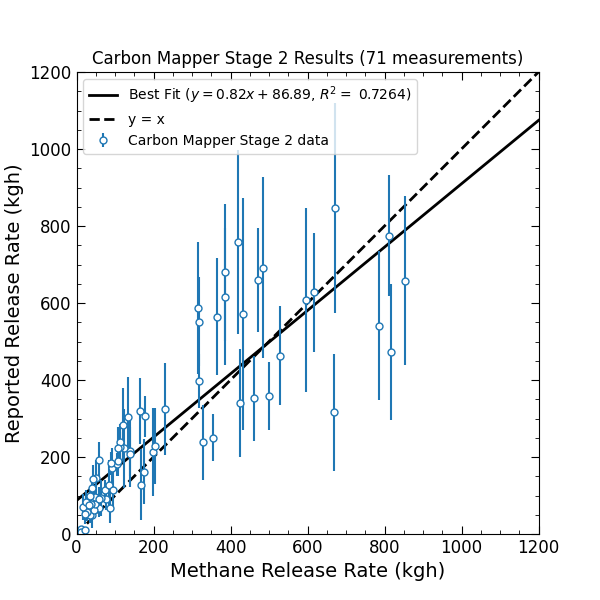 Carbon Mapper Stage 2 Results (71 measurements)
Best Fit (y = 0.82x + 86.89, R² = 0.7264)
y = x
Carbon Mapper Stage 2 data
Reported Release Rate (kgh)
1200
1000
800
600
400
200
0
0 200 400 600 800 1000 1200
Methane Release Rate (kgh)